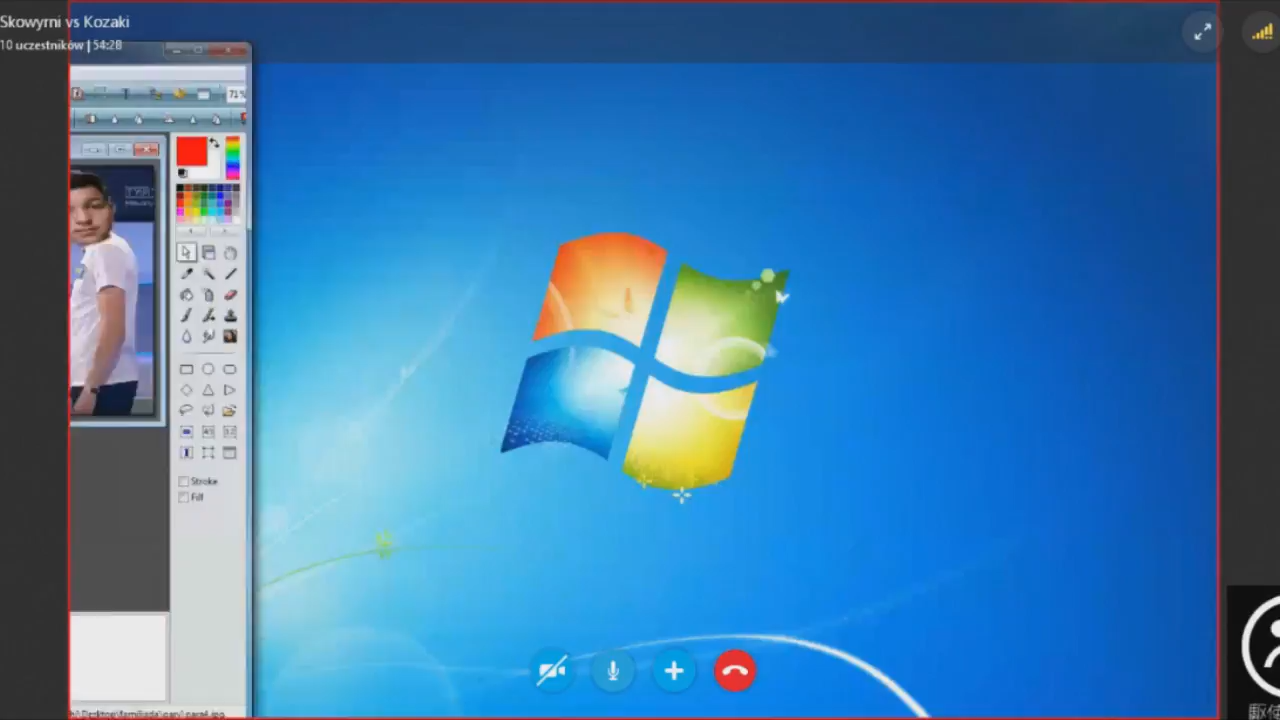 Skowyrni vs Kozaki
10 uczestników | 54:28
71%
Stroke
Fill